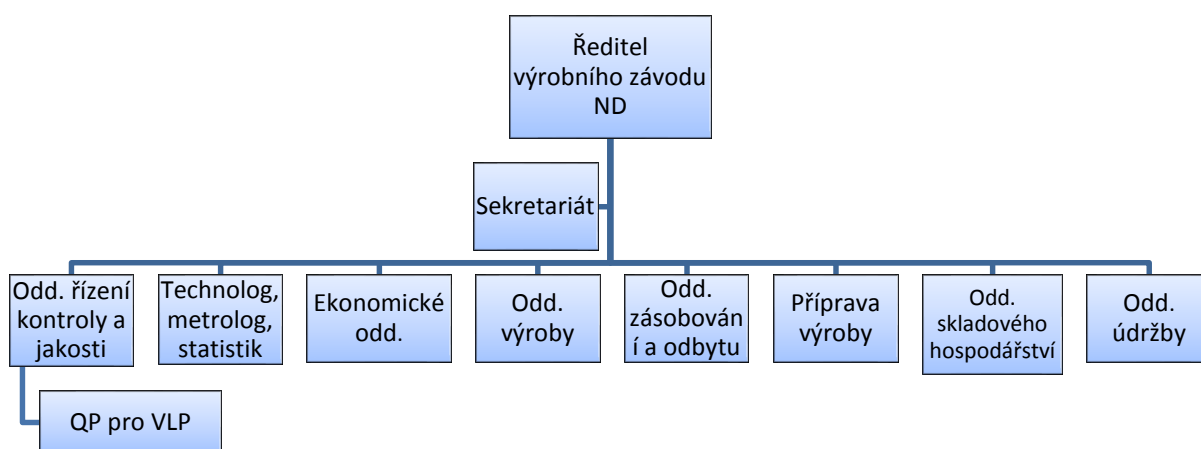 Ředitel
výrobního závodu
ND
Sekretariát
Odd. řízení
kontroly a
jakosti
Technolog,
metrolog,
statistik
Ekonomické
odd.
Odd.
výroby
Odd.
zásobován
í a odbytu
Příprava
výroby
Odd.
skladového
hospodářství
Odd.
údržby
QP pro VLP